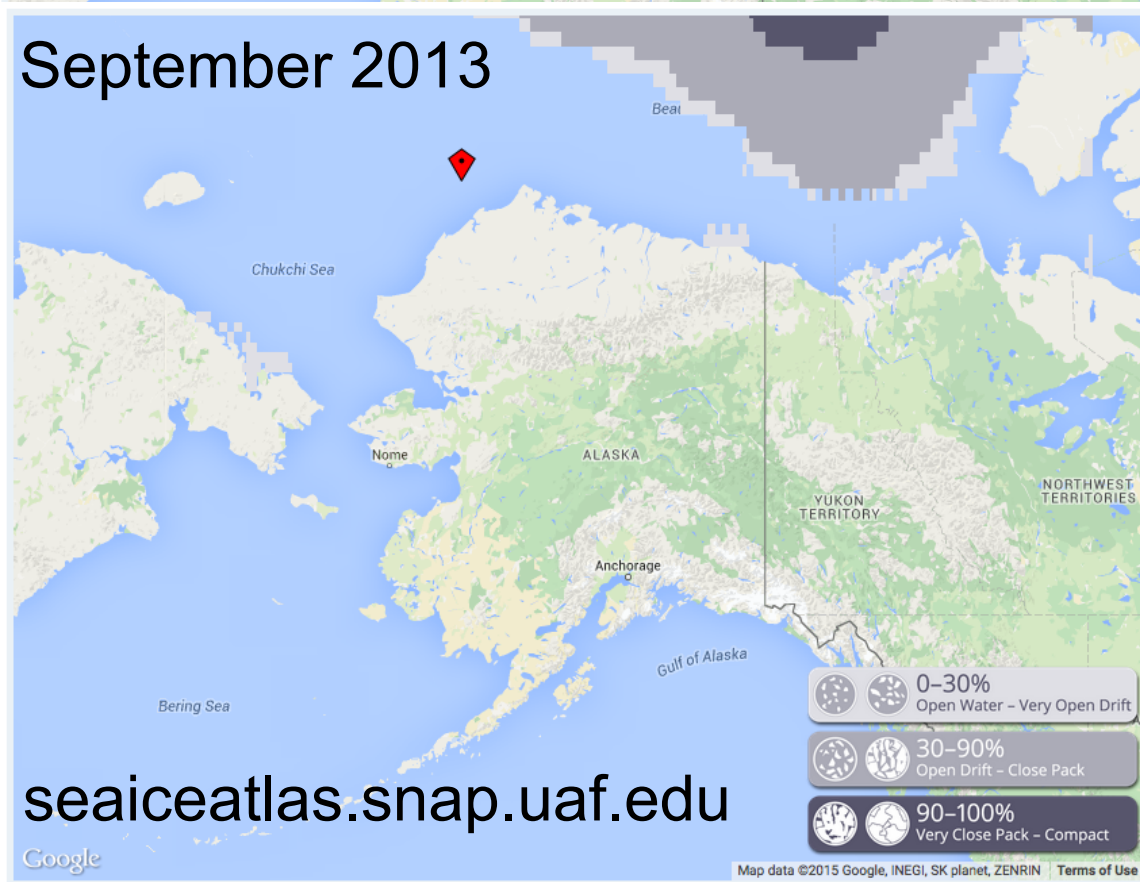 September 2013
Beau
Chukchi Sea
Nome
ALASKA
NORTHWEST
TERRITORIES
YUKON
TERRITORY
Anchorage
Gulf of Alaska
0–30%
Open Water – Very Open Drift
Bering Sea
30–90%
Open Drift – Close Pack
seaiceatlas.snap.uaf.edu
90–100%
Very Close Pack – Compact
Google
Map data ©2015 Google, INEGI, SK planet, ZENRIN Terms of Use